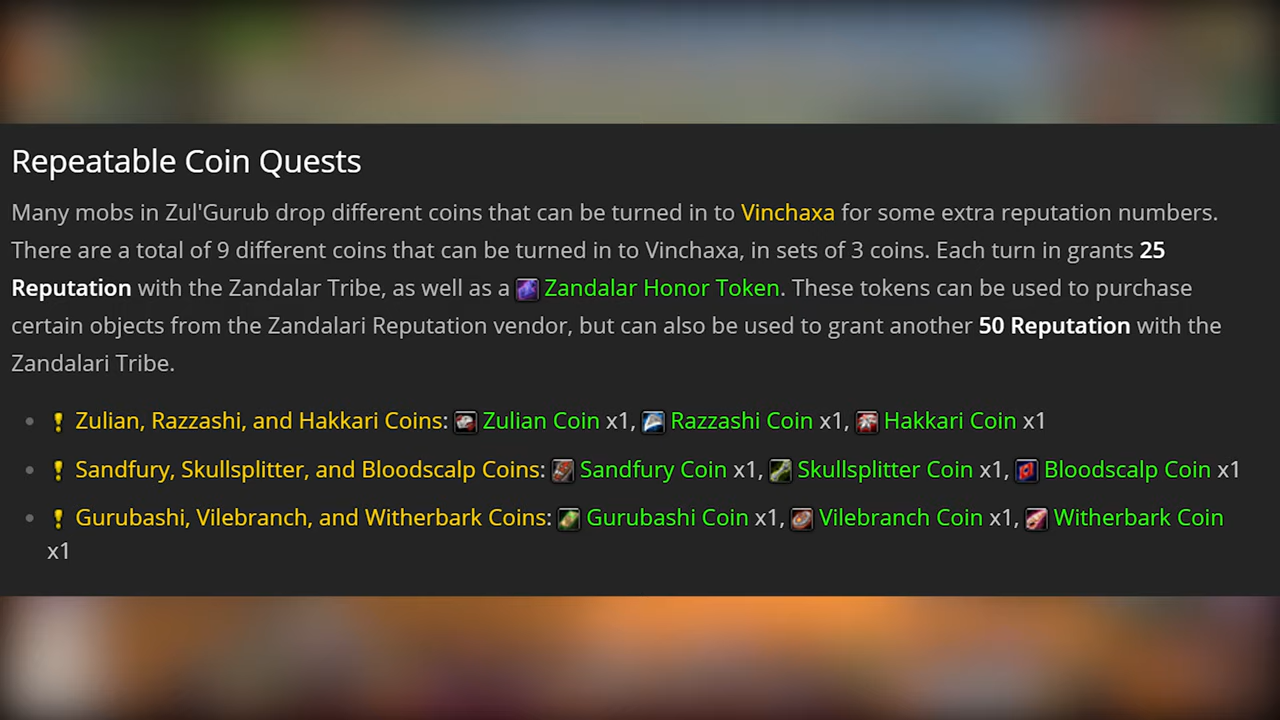 Repeatable Coin Quests
Many mobs in Zul'Gurub drop different coins that can be turned in to Vinchaxa for some extra reputation numbers.
There are a total of 9 different coins that can be turned in to Vinchaxa, in sets of 3 coins. Each turn in grants 25
Reputation with the Zandalar Tribe, as well as a Zandalar Honor Token. These tokens can be used to purchase
certain objects from the Zandalari Reputation vendor, but can also be used to grant another 50 Reputation with the
Zandalari Tribe.
Zulian, Razzashi, and Hakkari Coins: Zulian Coin x1, Razzashi Coin x1, Hakkari Coin x1
Sandfury, Skullsplitter, and Bloodscalp Coins: Sandfury Coin x1, Skullsplitter Coin x1, Bloodscalp Coin x1
Gurubashi, Vilebranch, and Witherbark Coins: Gurubashi Coin x1, Vilebranch Coin x1, Witherbark Coin
x1